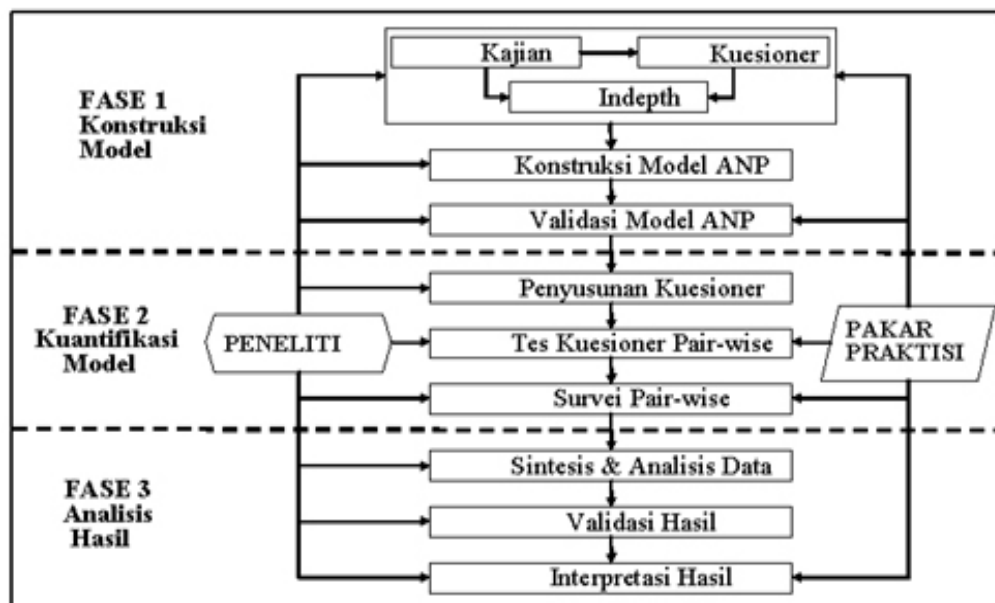 Kajian
Kuesioner
Indepth
FASE 1
Konstruksi
Model
Konstruksi Model ANP
Validasi Model ANP
Penyusunan Kuesioner
FASE 2
Kuantifikasi
Model
PENELITI
Tes Kuesioner Pair-wise
PAKAR
PRAKTISI
Survei Pair-wise
Sintesis & Analisis Data
FASE 3
Analisis
Hasil
Validasi Hasil
Interpretasi Hasil